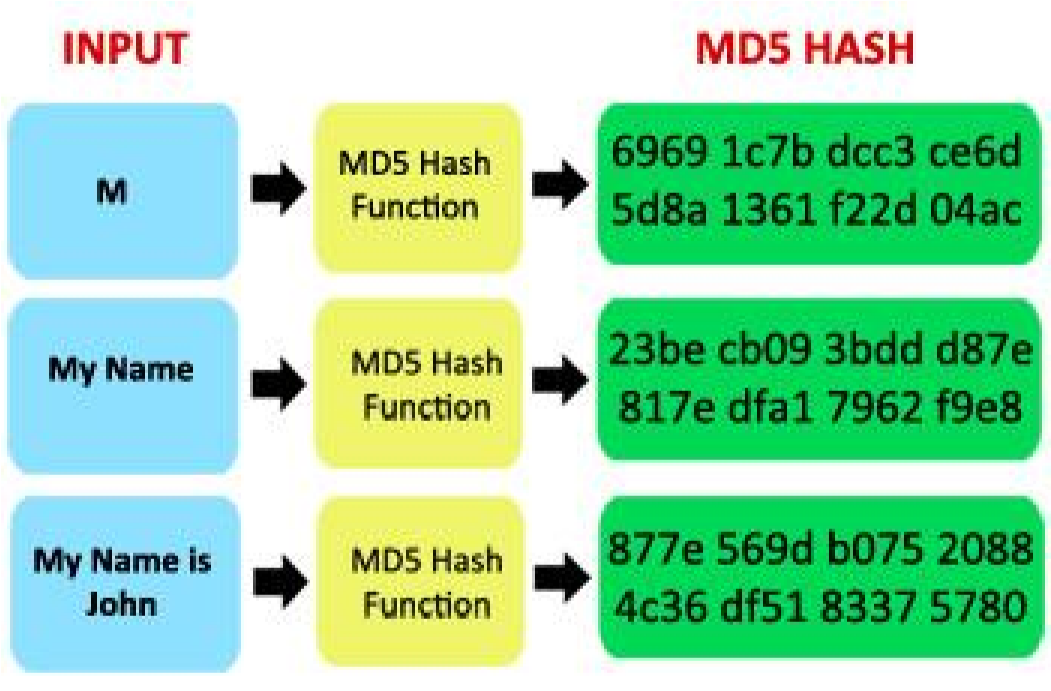 INPUT
MD5 HASH
M
MD5 Hash
Function
6969 1c7b dcc3 ce6d
5d8a 1361 f22d 04ac
My Name
MD5 Hash
Function
23be cb09 3bdd d87e
817e dfa1 7962 f9e8
My Name is
John
MD5 Hash
Function
877e 569d b075 2088
4c36 df51 8337 5780